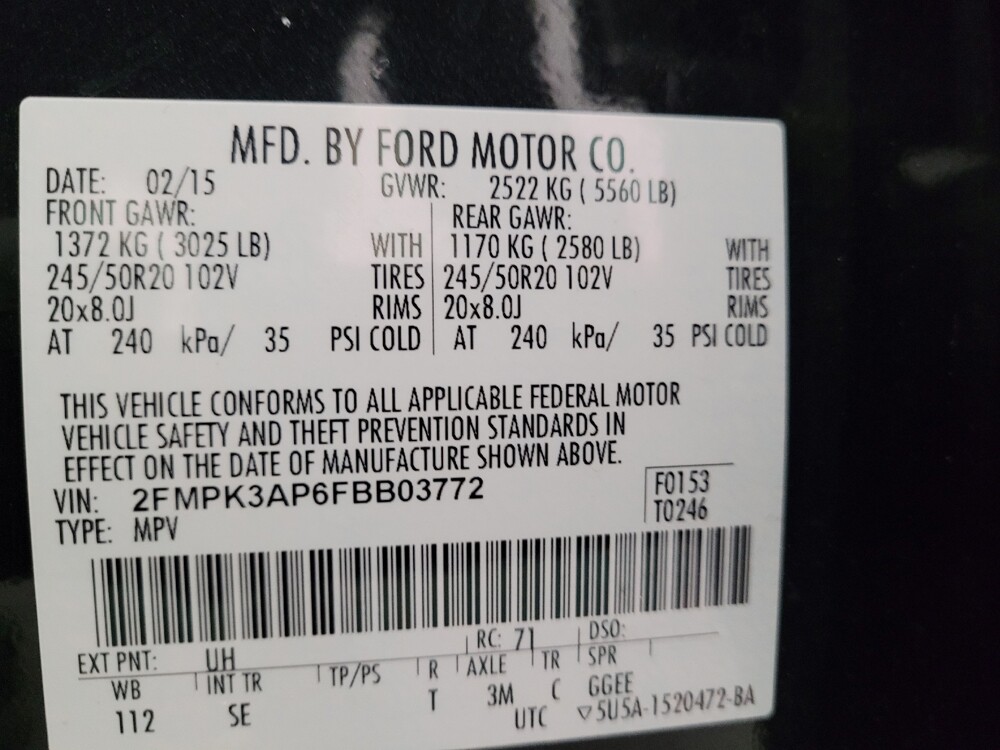 MFD. BY FORD MOTOR CO.
DATE: 02/15 GVWR: 2522 KG ( 5560 LB)
FRONT GAWR: REAR GAWR:
1372 KG ( 3025 LB) WITH 1170 KG ( 2580 LB) WITH
245/50R20 102V TIRES 245/50R20 102V TIRES
20x8.0J RIMS 20x8.0J RIMS
AT 240 kPa/ 35 PSI COLD AT 240 kPa/ 35 PSI COLD
THIS VEHICLE CONFORMS TO ALL APPLICABLE FEDERAL MOTOR
VEHICLE SAFETY AND THEFT PREVENTION STANDARDS IN
EFFECT ON THE DATE OF MANUFACTURE SHOWN ABOVE.
VIN: 2FMPK3AP6FBB03772 F0153
TYPE: MPV T0246
EXT PNT: UH RC: 71 DSO:
WB INT TR TP/PS R AXLE TR SPR
112 SE T 3M C GGEE
UTC ▽5U5A-1520472-BA